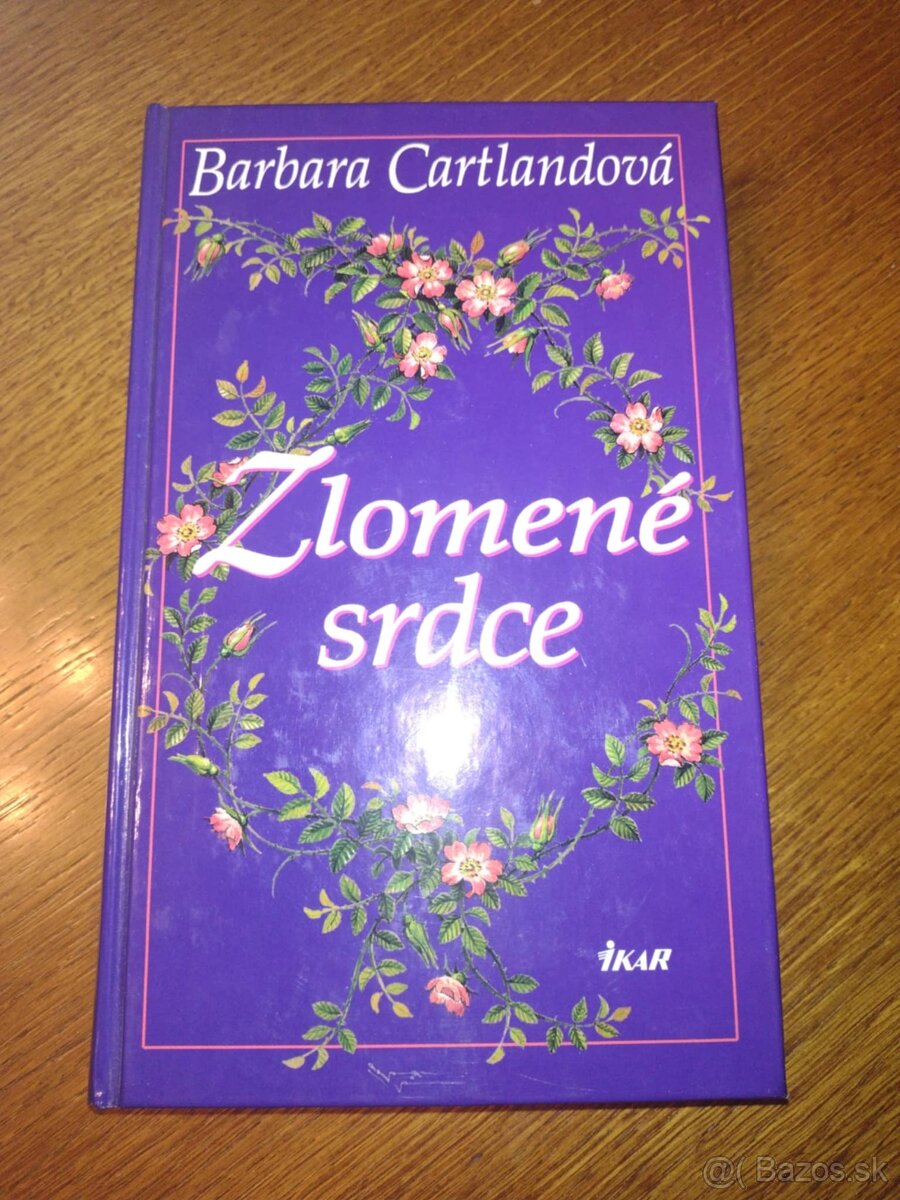 Barbara Cartlandová
Zlomené
srdce
IKAR
@( Bazos.sk